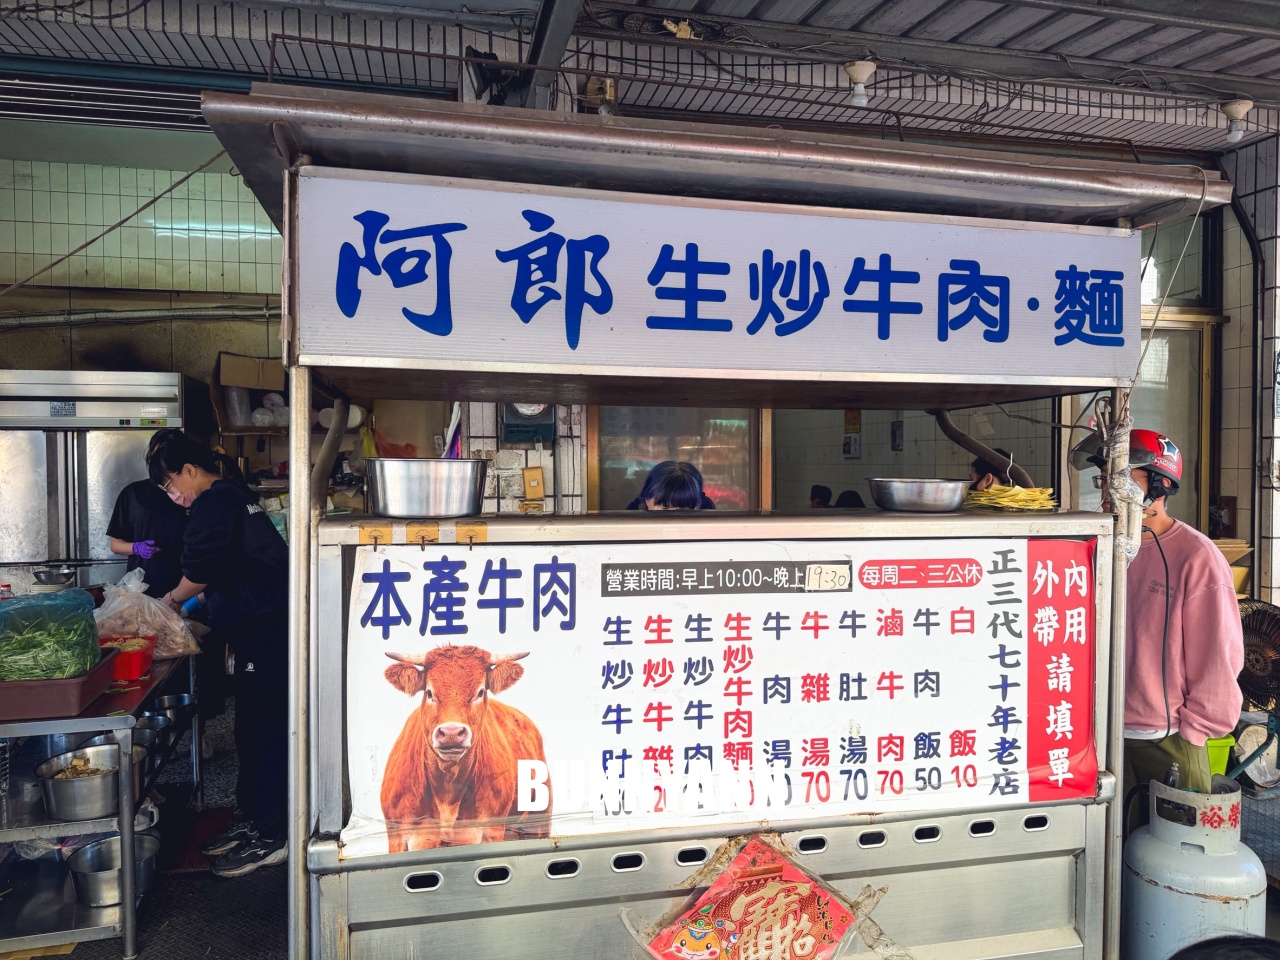 阿郎生炒牛肉·麵
本產牛肉
營業時間:早上10:00~晚上19:30
每周二、三公休
生炒牛肚
生炒牛雜
生炒牛肉
生炒牛肉麵
牛肉湯
牛雜湯70
牛肚湯70
滷牛肉70
牛肉飯50
白飯10
正三代七十年老店
內用
外帶請填單
裕榮